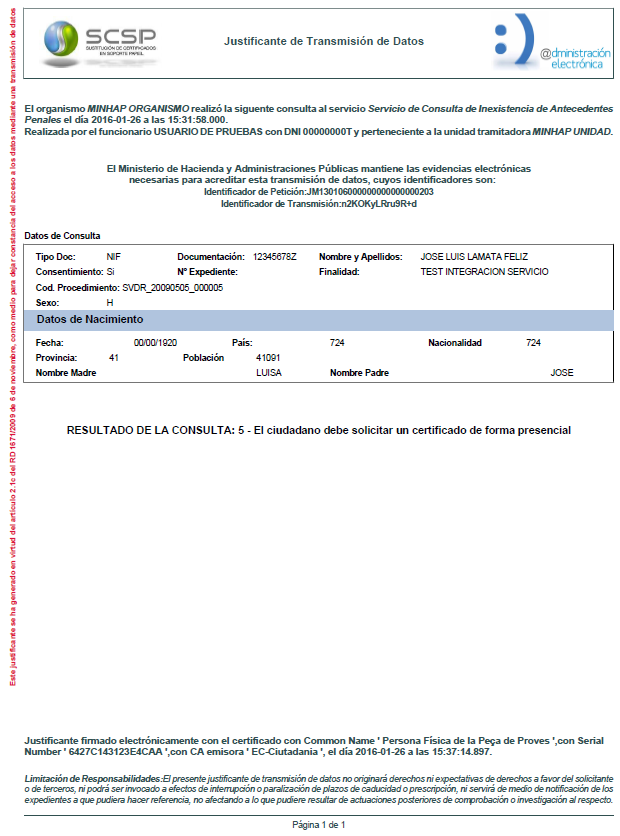 SCSP
SUSTITUCIÓN DE CERTIFICADOS
EN SOPORTE PAPEL
Justificante de Transmisión de Datos
@dministración
electrónica
El organismo MINHAP ORGANISMO realizó la siguente consulta al servicio Servicio de Consulta de Inexistencia de Antecedentes
Penales el día 2016-01-26 a las 15:31:58.000.
Realizada por el funcionario USUARIO DE PRUEBAS con DNI 00000000T y perteneciente a la unidad tramitadora MINHAP UNIDAD.
El Ministerio de Hacienda y Administraciones Públicas mantiene las evidencias electrónicas
necesarias para acreditar esta transmisión de datos, cuyos identificadores son:
Identificador de Petición:JM130106000000000000000203
Identificador de Transmisión:n2KOKyLRru9R+d
Datos de Consulta
Tipo Doc: NIF Documentación: 12345678Z Nombre y Apellidos: JOSE LUIS LAMATA FELIZ
Consentimiento: Si Nº Expediente: Finalidad: TEST INTEGRACION SERVICIO
Cod. Procedimiento: SVDR_20090505_000005
Sexo: H
Datos de Nacimiento
Fecha: 00/00/1920 País: 724 Nacionalidad 724
Provincia: 41 Población 41091
Nombre Madre LUISA Nombre Padre JOSE
RESULTADO DE LA CONSULTA: 5 - El ciudadano debe solicitar un certificado de forma presencial
Este justificante se ha generado en virtud del artículo 2.1c del RD 1671/2009 de 6 de noviembre, como medio para dejar constancia del acceso a los datos mediante una transmisión de datos
Justificante firmado electrónicamente con el certificado con Common Name ' Persona Física de la Peça de Proves ',con Serial
Number ' 6427C143123E4CAA ',con CA emisora ' EC-Ciutadania ', el día 2016-01-26 a las 15:37:14.897.
Limitación de Responsabilidades:El presente justificante de transmisión de datos no originará derechos ni expectativas de derechos a favor del solicitante
o de terceros, ni podrá ser invocado a efectos de interrupción o paralización de plazos de caducidad o prescripción, ni servirá de medio de notificación de los
expedientes a que pudiera hacer referencia, no afectando a lo que pudiere resultar de actuaciones posteriores de comprobación o investigación al respecto.
Página 1 de 1